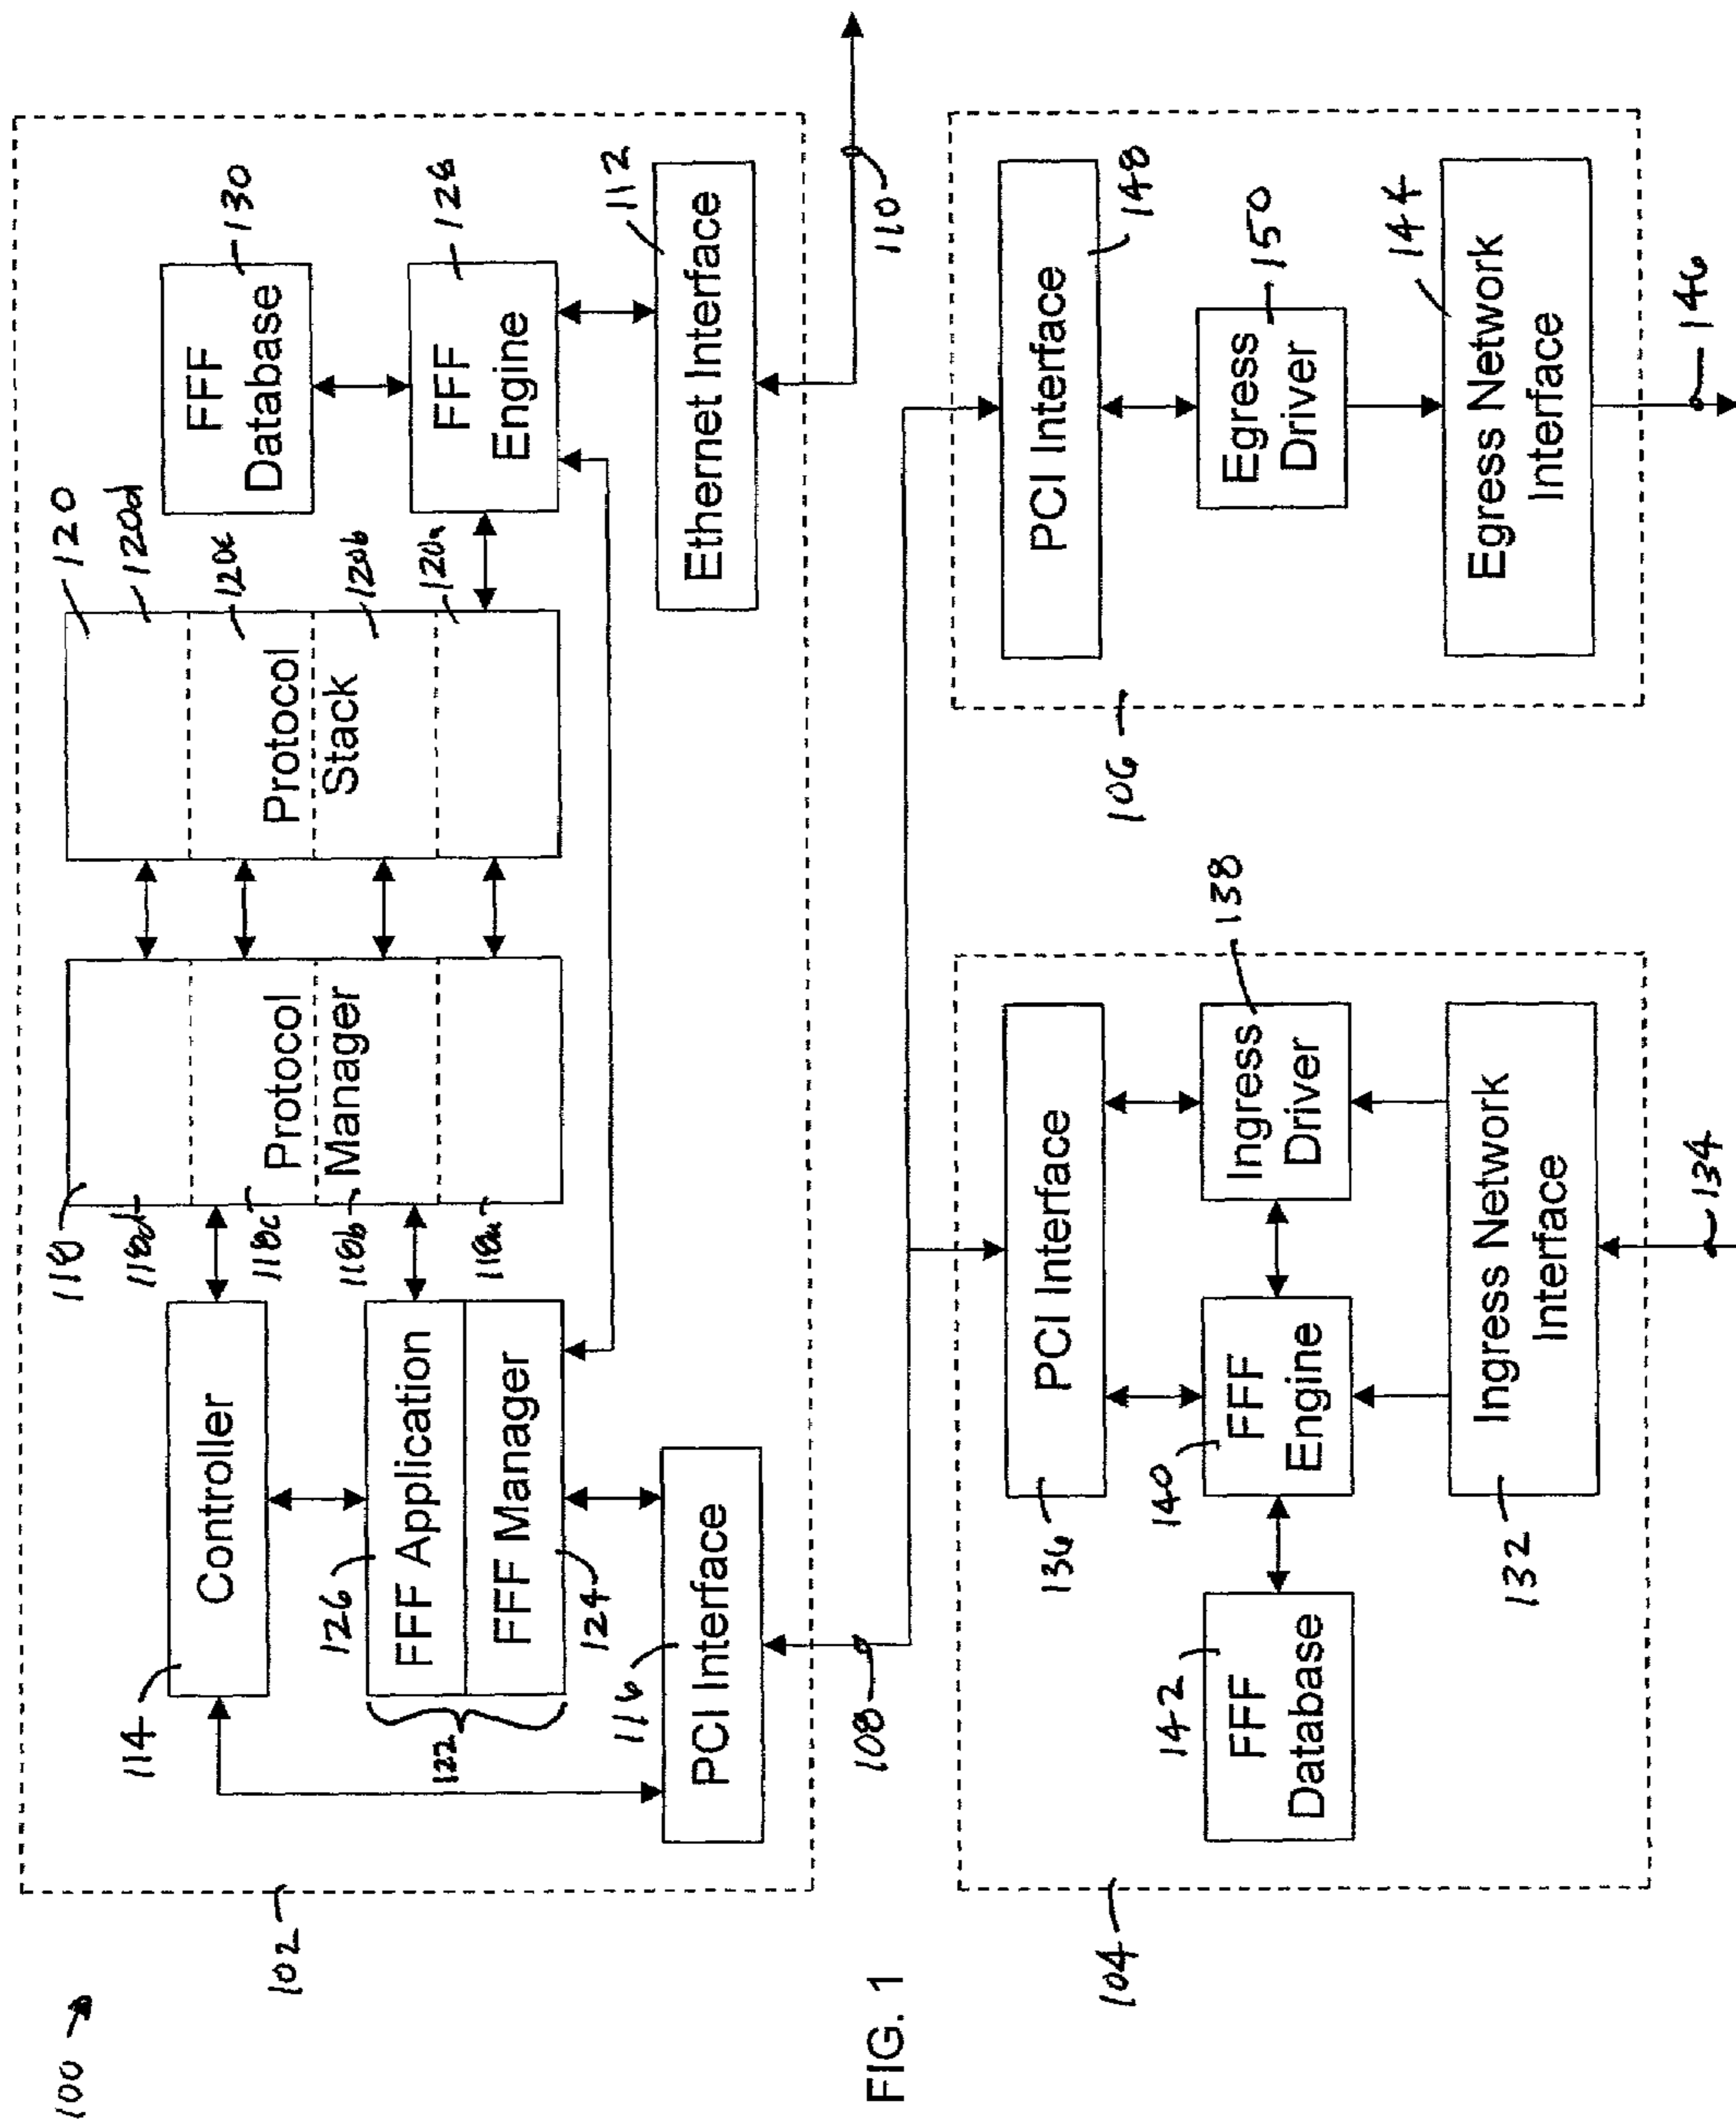 100
FIG. 1
102
114
Controller
126
FFF Application
122
FFF Manager
124
116
PCI Interface
108
118
118d
118c
118b
118a
Protocol
Manager
120
120d
120c
120b
120a
Protocol
Stack
130
FFF
Database
126
FFF
Engine
112
Ethernet Interface
110
104
136
PCI Interface
138
Ingress
Driver
140
FFF
Engine
142
FFF
Database
132
Ingress Network
Interface
134
106
PCI Interface
148
Egress
Driver
150
144
Egress Network
Interface
146